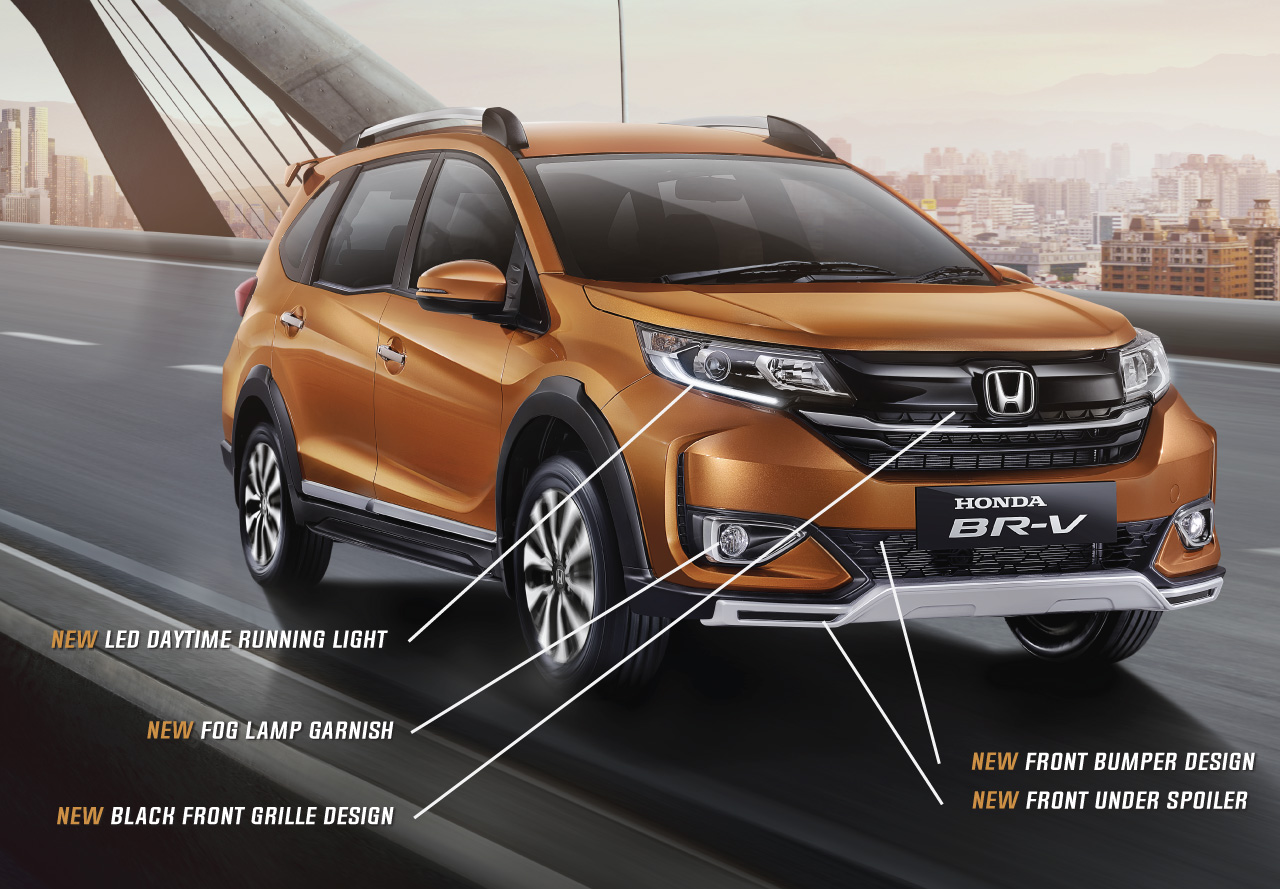 HONDA
BR-V
NEW LED DAYTIME RUNNING LIGHT
NEW FOG LAMP GARNISH
NEW BLACK FRONT GRILLE DESIGN
NEW FRONT BUMPER DESIGN
NEW FRONT UNDER SPOILER